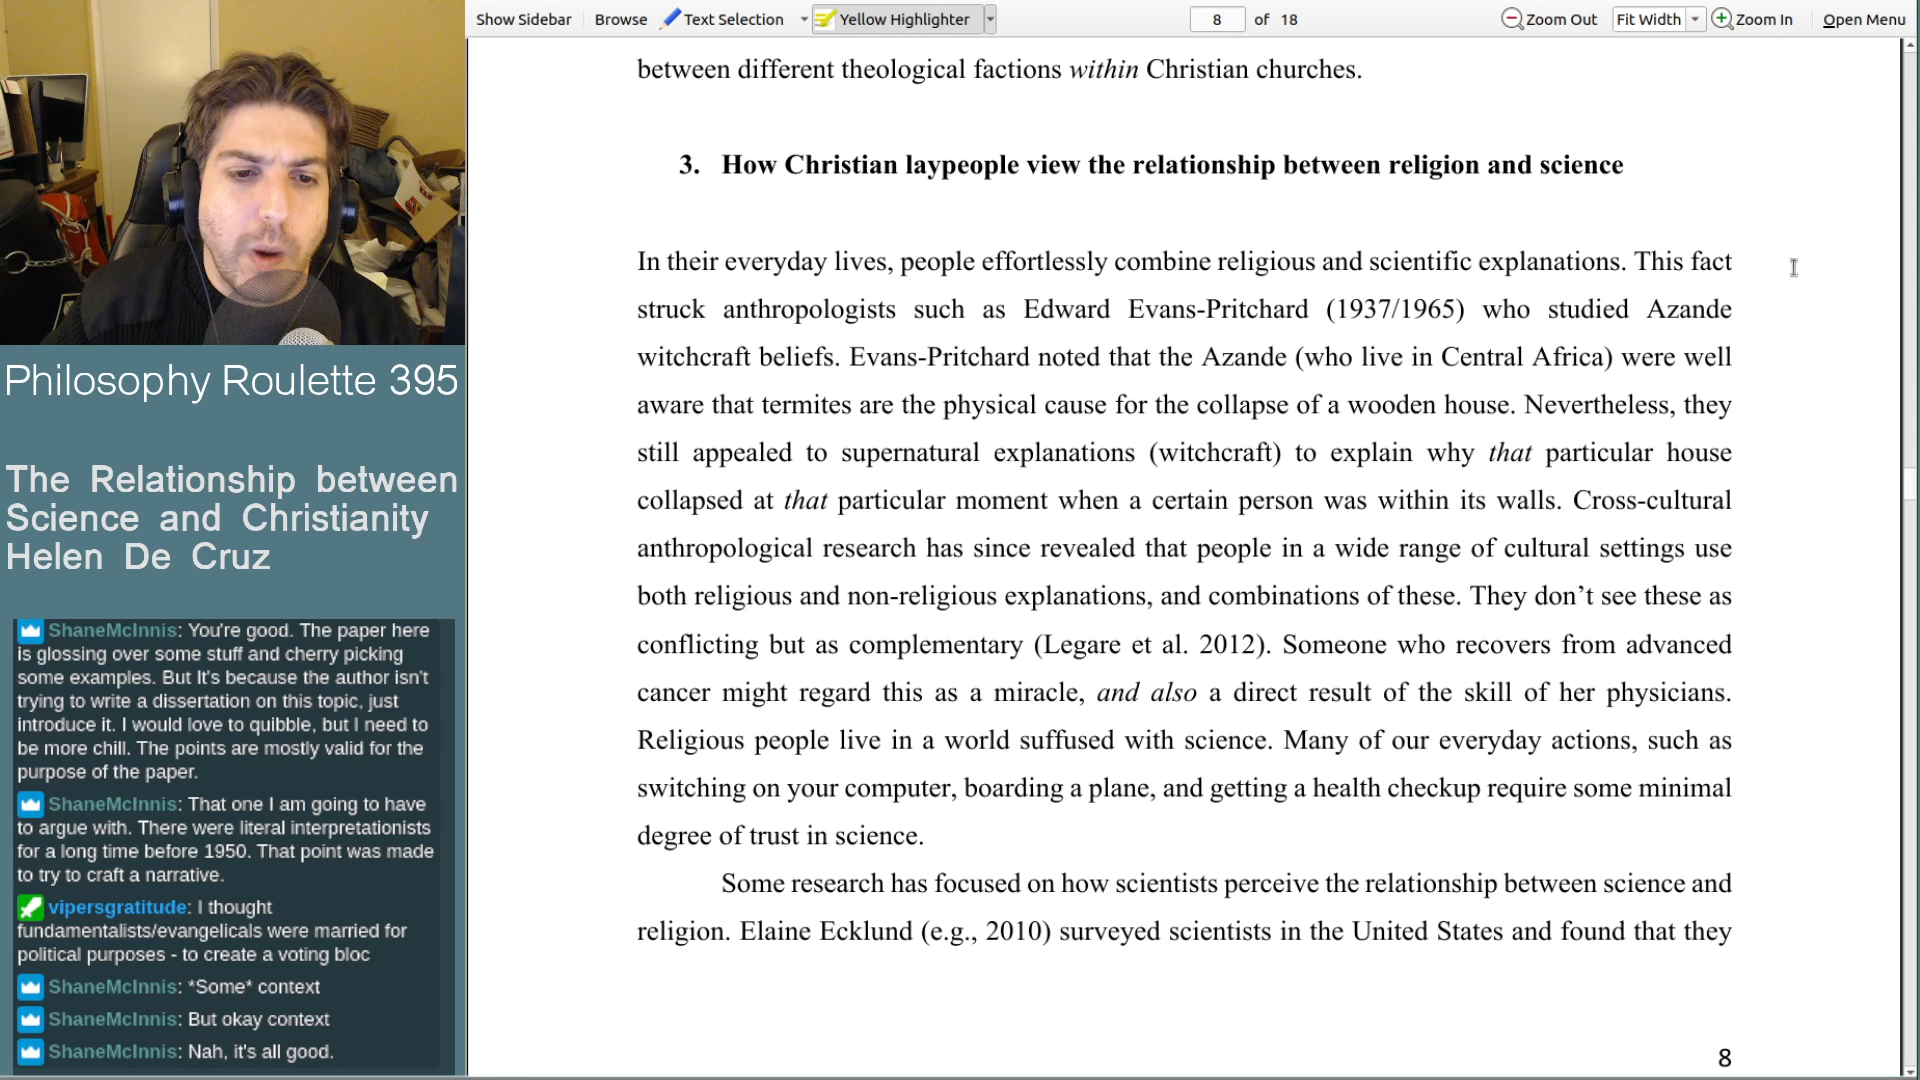 Show Sidebar Browse Text Selection Yellow Highlighter 8 of 18 Zoom Out Fit Width Zoom In Open Menu
between different theological factions within Christian churches.
3. How Christian laypeople view the relationship between religion and science
In their everyday lives, people effortlessly combine religious and scientific explanations. This fact
struck anthropologists such as Edward Evans-Pritchard (1937/1965) who studied Azande
witchcraft beliefs. Evans-Pritchard noted that the Azande (who live in Central Africa) were well
aware that termites are the physical cause for the collapse of a wooden house. Nevertheless, they
still appealed to supernatural explanations (witchcraft) to explain why that particular house
collapsed at that particular moment when a certain person was within its walls. Cross-cultural
anthropological research has since revealed that people in a wide range of cultural settings use
both religious and non-religious explanations, and combinations of these. They don’t see these as
conflicting but as complementary (Legare et al. 2012). Someone who recovers from advanced
cancer might regard this as a miracle, and also a direct result of the skill of her physicians.
Religious people live in a world suffused with science. Many of our everyday actions, such as
switching on your computer, boarding a plane, and getting a health checkup require some minimal
degree of trust in science.
Some research has focused on how scientists perceive the relationship between science and
religion. Elaine Ecklund (e.g., 2010) surveyed scientists in the United States and found that they
8
Philosophy Roulette 395
The Relationship between
Science and Christianity
Helen De Cruz
ShaneMcInnis: You're good. The paper here
is glossing over some stuff and cherry picking
some examples. But It's because the author isn't
trying to write a dissertation on this topic, just
introduce it. I would love to quibble, but I need to
be more chill. The points are mostly valid for the
purpose of the paper.
ShaneMcInnis: That one I am going to have
to argue with. There were literal interpretationists
for a long time before 1950. That point was made
to try to craft a narrative.
vipersgratitude: I thought
fundamentalists/evangelicals were married for
political purposes - to create a voting bloc
ShaneMcInnis: *Some* context
ShaneMcInnis: But okay context
ShaneMcInnis: Nah, it's all good.